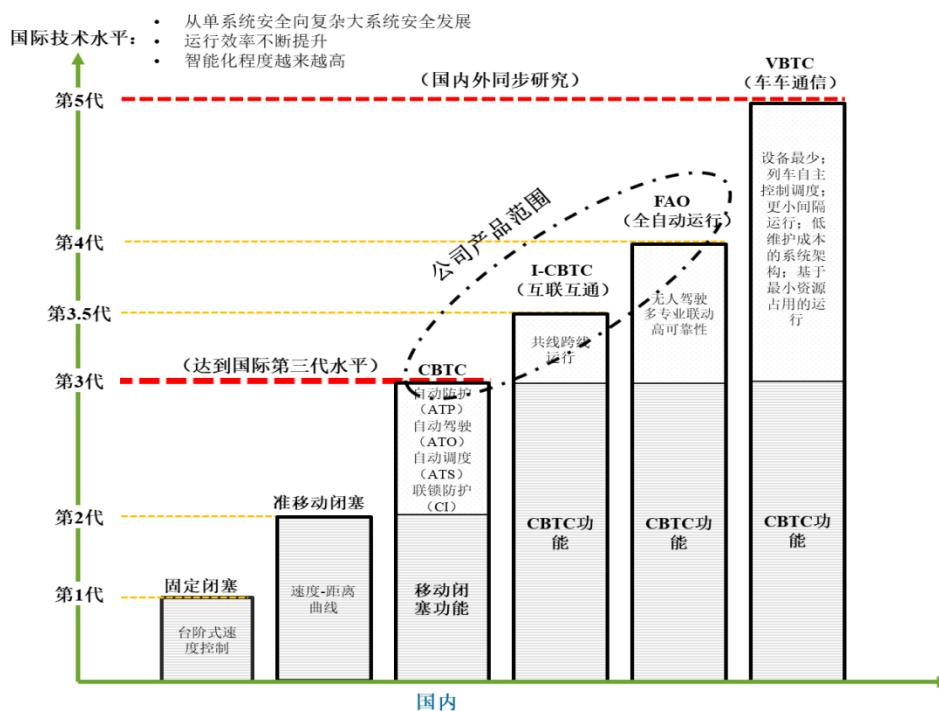 国际技术水平：
• 从单系统安全向复杂大系统安全发展
• 运行效率不断提升
• 智能化程度越来越高
第5代
第4代
第3.5代
第3代
第2代
第1代
（国内外同步研究）
（达到国际第三代水平）
公司产品范围
固定闭塞
台阶式速
度控制
准移动闭塞
速度-距离
曲线
CBTC
自动防护
（ATP）
自动驾驶
（ATO）
自动调度
（ATS）
联锁防护
（CI）
移动闭
塞功能
I-CBTC
（互联互通）
共线跨线
运行
CBTC功
能
FAO
（全自动运行）
无人驾驶
多专业联动
高可靠性
CBTC功
能
VBTC
（车车通信）
设备最少；
列车自主
控制调度；
更小间隔
运行；低
维护成本
的系统架
构；基于
最小资源
占用的运
行
CBTC功
能
国内